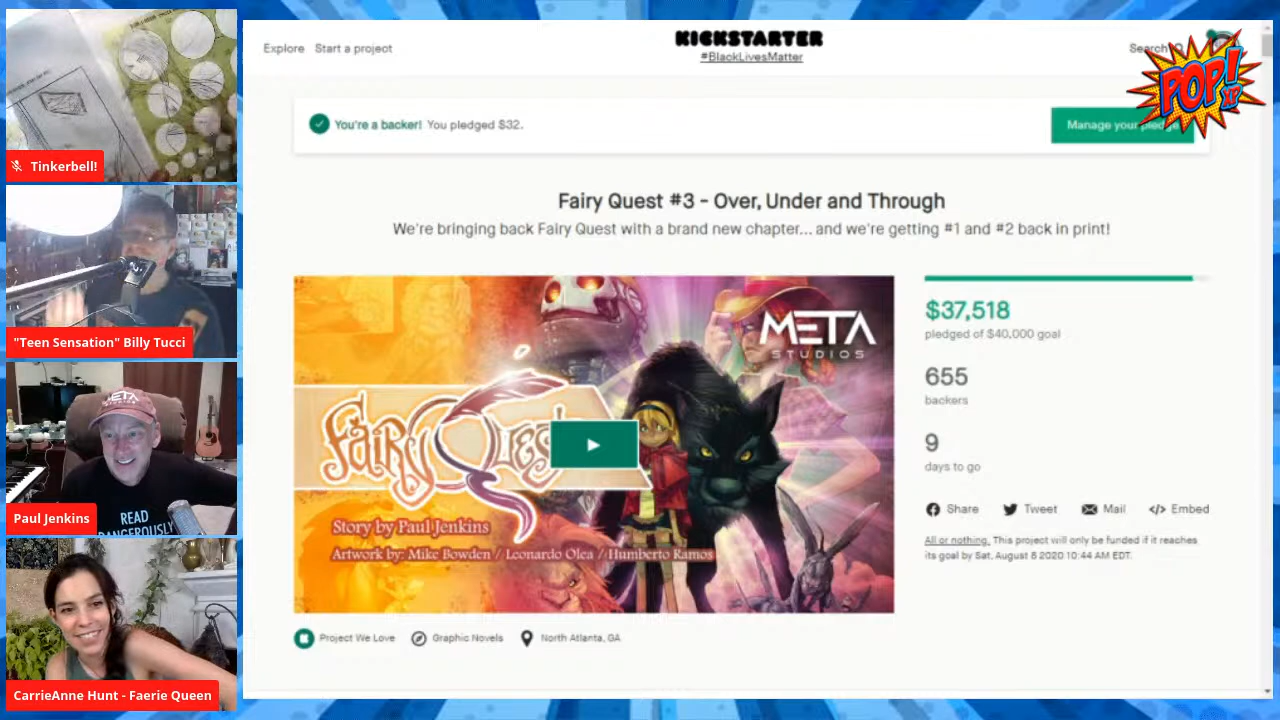 Tinkerbell!
"Teen Sensation" Billy Tucci
META
STUDIOS
READ
DANGEROUSLY
Paul Jenkins
CarrieAnne Hunt - Faerie Queen
Explore Start a project
KICKSTARTER
#BlackLivesMatter
Search
POP! XP
You're a backer! You pledged $32.
Manage your pledge
Fairy Quest #3 - Over, Under and Through
We're bringing back Fairy Quest with a brand new chapter... and we're getting #1 and #2 back in print!
META
STUDIOS
FairyQuest
Story by Paul Jenkins
Artwork by: Mike Bowden / Leonardo Olea / Humberto Ramos
$37,518
pledged of $40,000 goal
655
backers
9
days to go
Share Tweet Mail </> Embed
All or nothing. This project will only be funded if it reaches
its goal by Sat, August 8 2020 10:44 AM EDT.
Project We Love Graphic Novels North Atlanta, GA